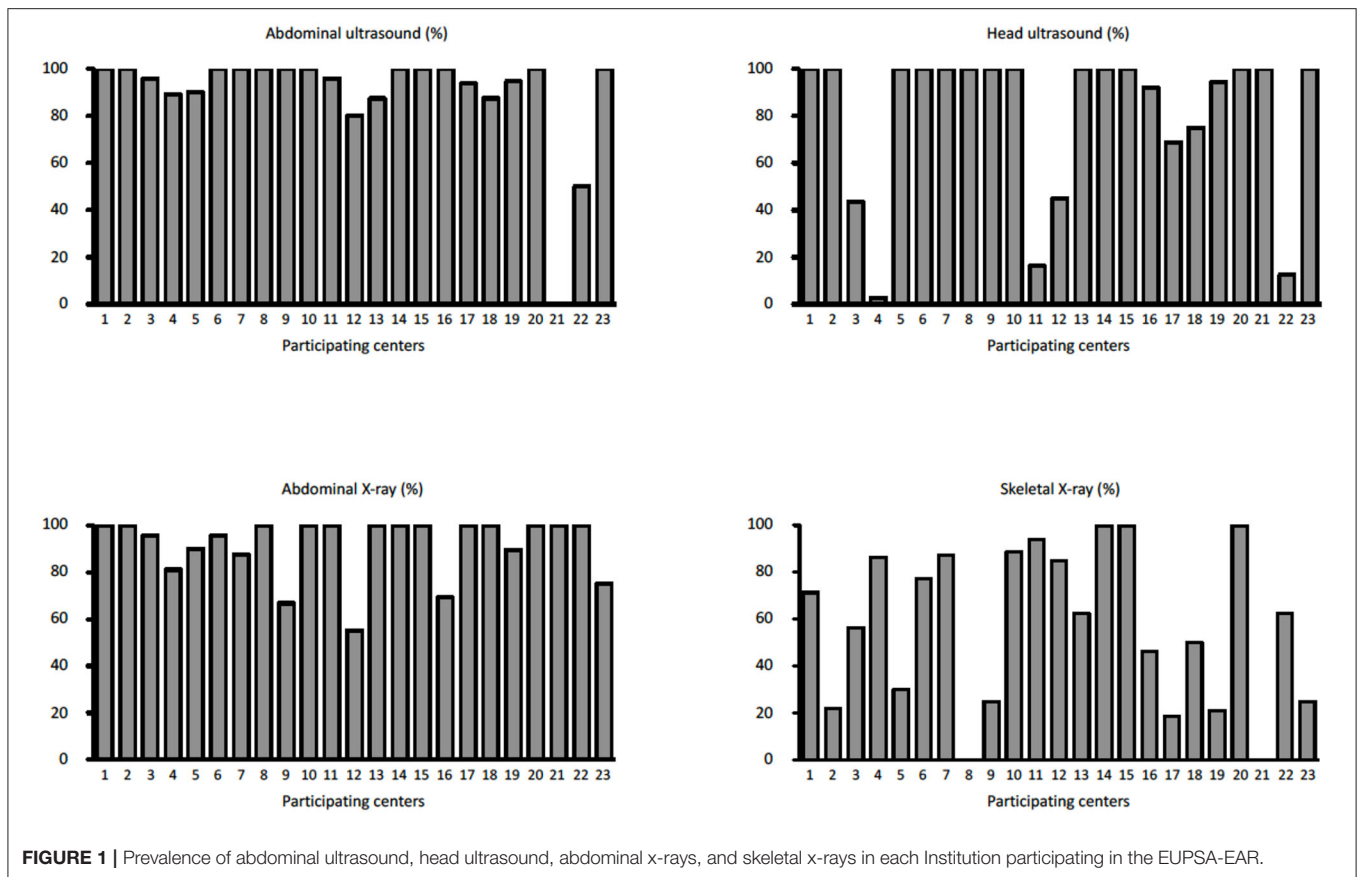 Abdominal ultrasound (%)
100
80
60
40
20
0
1 2 3 4 5 6 7 8 9 10 11 12 13 14 15 16 17 18 19 20 21 22 23
Participating centers
Head ultrasound (%)
100
80
60
40
20
0
1 2 3 4 5 6 7 8 9 10 11 12 13 14 15 16 17 18 19 20 21 22 23
Participating centers
Abdominal X-ray (%)
100
80
60
40
20
0
1 2 3 4 5 6 7 8 9 10 11 12 13 14 15 16 17 18 19 20 21 22 23
Participating centers
Skeletal X-ray (%)
100
80
60
40
20
0
1 2 3 4 5 6 7 8 9 10 11 12 13 14 15 16 17 18 19 20 21 22 23
Participating centers
FIGURE 1 | Prevalence of abdominal ultrasound, head ultrasound, abdominal x-rays, and skeletal x-rays in each Institution participating in the EUPSA-EAR.